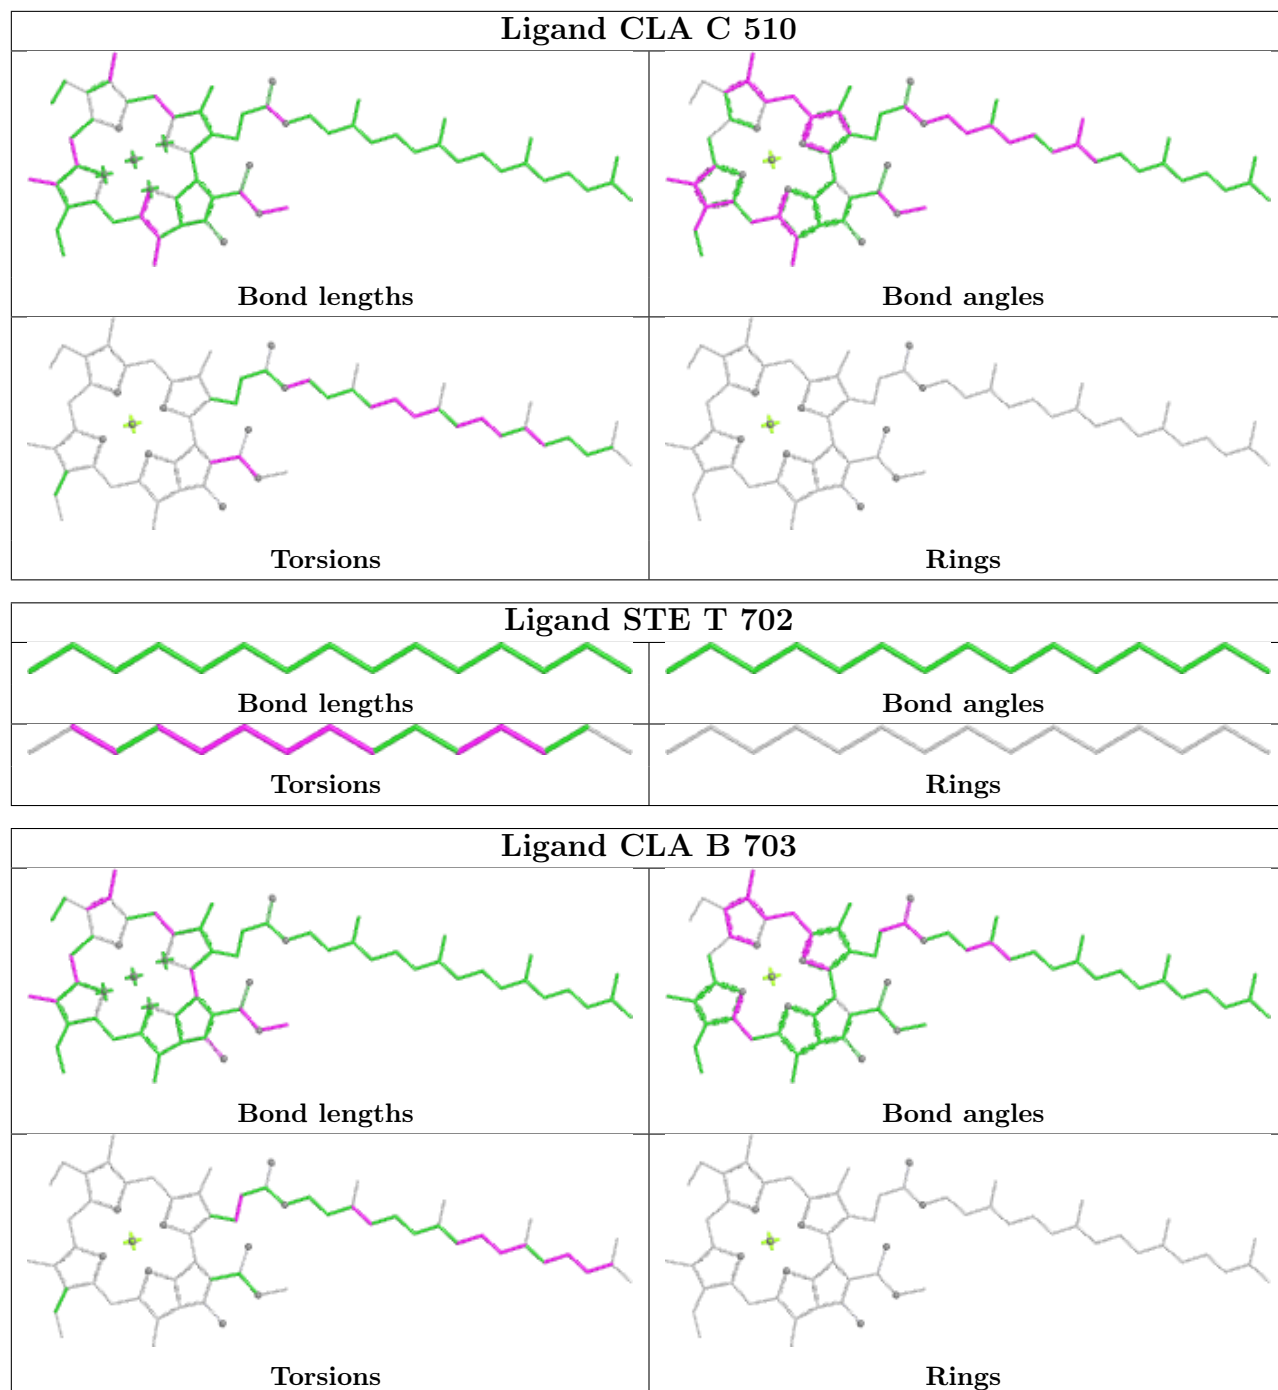 Ligand CLA C 510
Bond lengths
Bond angles
Torsions
Rings
Ligand STE T 702
Bond lengths
Bond angles
Torsions
Rings
Ligand CLA B 703
Bond lengths
Bond angles
Torsions
Rings